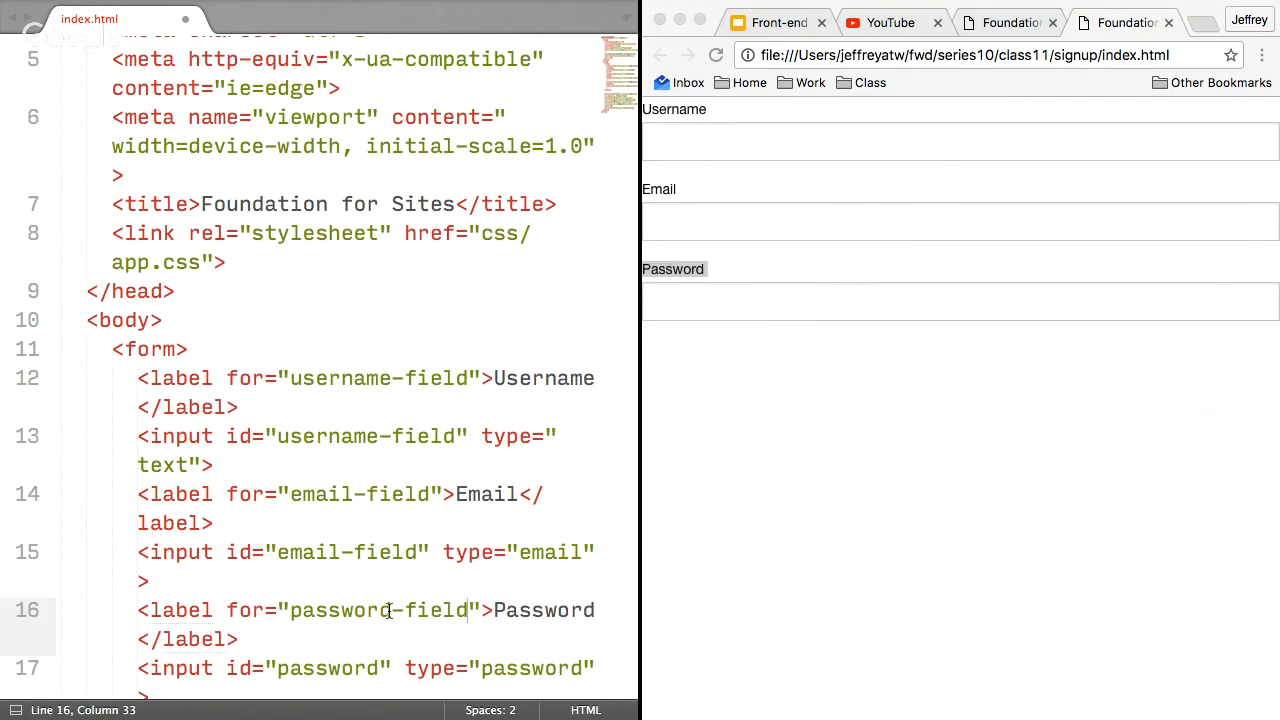 index.html
Google
5 <meta http-equiv="x-ua-compatible"
content="ie=edge">
6 <meta name="viewport" content="
width=device-width, initial-scale=1.0"
>
7 <title>Foundation for Sites</title>
8 <link rel="stylesheet" href="css/
app.css">
9 </head>
10 <body>
11 <form>
12 <label for="username-field">Username
</label>
13 <input id="username-field" type="
text">
14 <label for="email-field">Email</
label>
15 <input id="email-field" type="email"
>
16 <label for="password-field">Password
</label>
17 <input id="password" type="password"
>
Line 16, Column 33 Spaces: 2 HTML
Front-end YouTube Foundation Foundation Jeffrey
file:///Users/jeffreyzw/fwd/series10/class11/signup/index.html
Inbox Home Work Class Other Bookmarks
Username
Email
Password